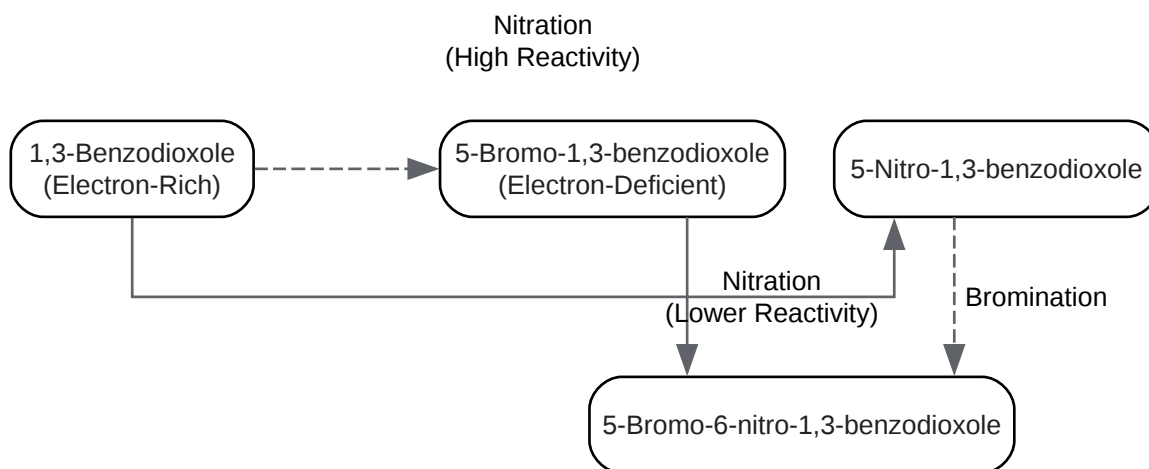 Nitration
(High Reactivity)
1,3-Benzodioxole
(Electron-Rich)
5-Bromo-1,3-benzodioxole
(Electron-Deficient)
5-Nitro-1,3-benzodioxole
Nitration
(Lower Reactivity)
Bromination
5-Bromo-6-nitro-1,3-benzodioxole